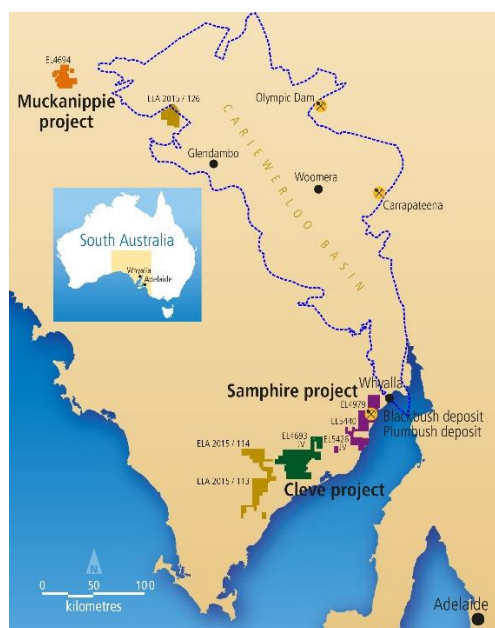 EL4694
Muckanippie
project
ELA 2015 / 126
Olympic Dam
CARIEWERLOO BASIN
Glendambo
Woomera
Carrapateena
South Australia
Whyalla
Adelaide
Samphire project
Whyalla
EL4979
Blackbush deposit
Plumbush deposit
EL5440
EL4693
JV
EL5426
JV
ELA 2015 / 114
ELA 2015 / 113
Cleve project
N
0 50 100
kilometres
Adelaide